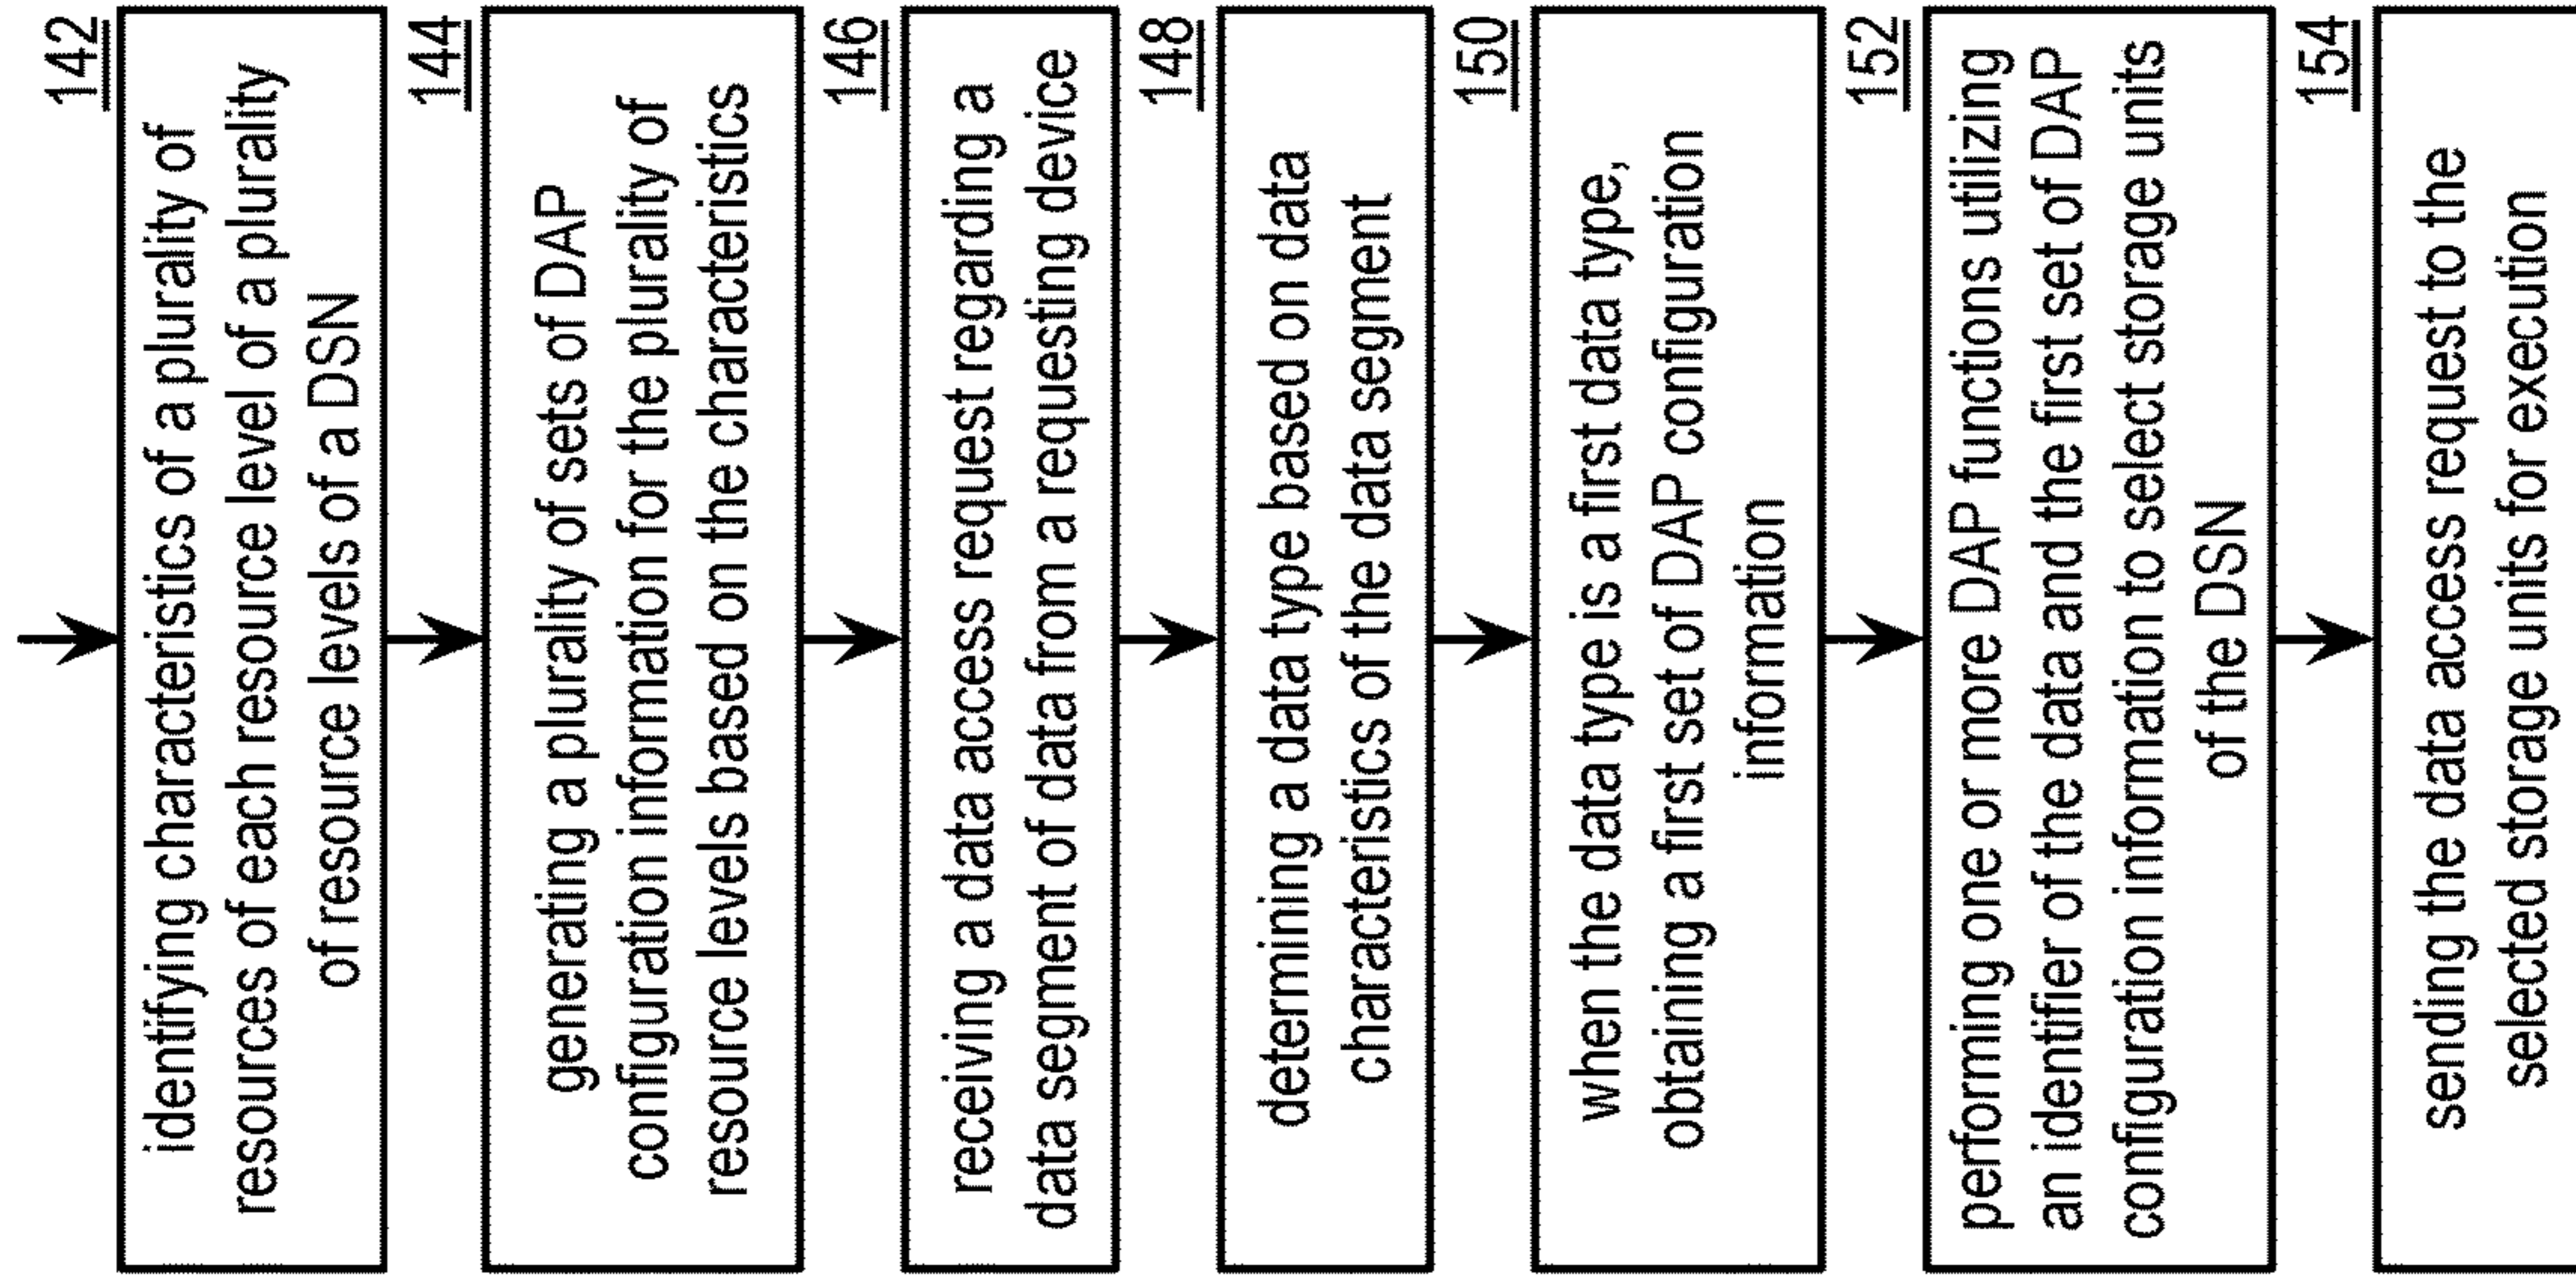 142
identifying characteristics of a plurality of
resources of each resource level of a plurality
of resource levels of a DSN
144
generating a plurality of sets of DAP
configuration information for the plurality of
resource levels based on the characteristics
146
receiving a data access request regarding a
data segment of data from a requesting device
148
determining a data type based on data
characteristics of the data segment
150
when the data type is a first data type,
obtaining a first set of DAP configuration
information
152
performing one or more DAP functions utilizing
an identifier of the data and the first set of DAP
configuration information to select storage units
of the DSN
154
sending the data access request to the
selected storage units for execution